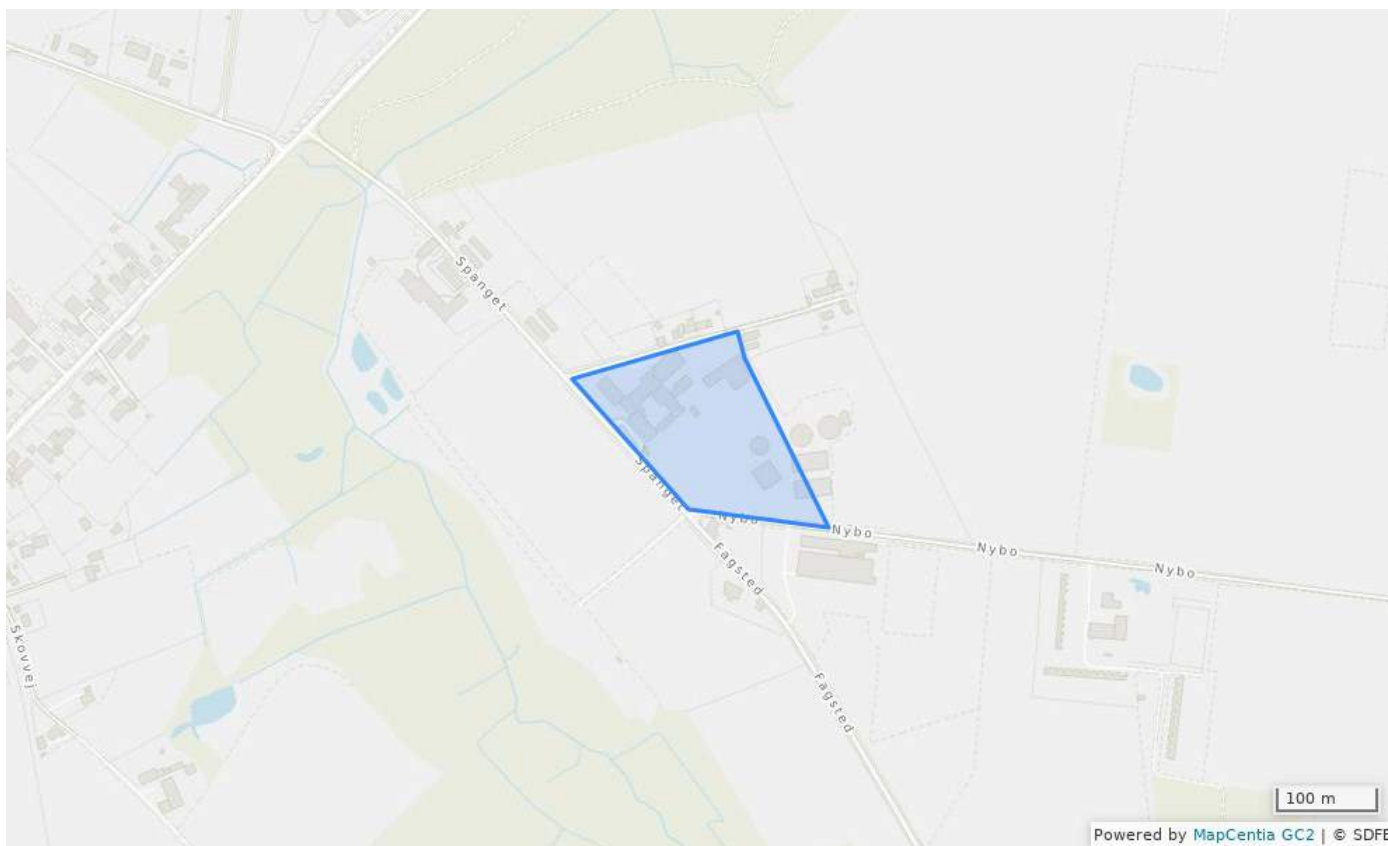 Spanget
Spanget
Nybo
Nybo
Nybo
Nybo
Fagsted
Fagsted
Skovvej
100 m
Powered by MapCentia GC2 | © SDFE